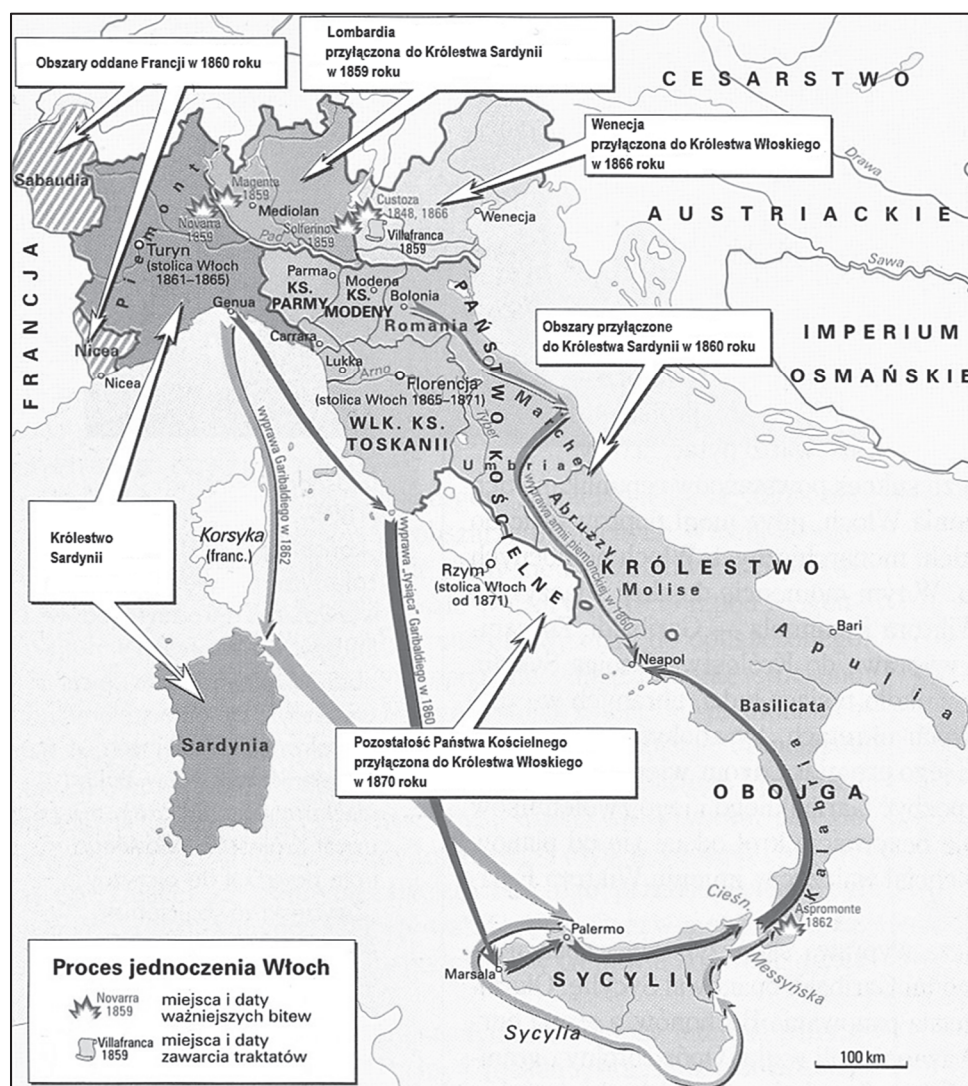 Obszary oddane Francji w 1860 roku
Lombardia
przyłączona do Królestwa Sardynii
w 1859 roku
CESARSTWO
Wenecja
przyłączona do Królestwa Włoskiego
w 1866 roku
Drawa
Sabaudia
Magente
1859
Custoza
1848, 1866
Novarra
1859
Mediolan
Solferino
1859
Wenecja
Villafranca
1859
AUSTRIACKIE
Pad
Sawa
FRANCJA
Piemont
Turyn
(stolica Włoch
1861–1865)
Parma
KS.
PARMY
Modena
KS.
MODENY
Bolonia
Romania
Genua
PAŃSTWO KOŚCIELNE
Obszary przyłączone
do Królestwa Sardynii w 1860 roku
IMPERIUM
OSMAŃSKIE
Nicea
Nicea
Carrara
Lukka
Arno
Florencja
(stolica Włoch 1865–1871)
WLK. KS.
TOSKANII
Tyber
Marche
Umbria
wyprawa Garibaldiego w 1862
wyprawa „tysiąca” Garibaldiego w 1860
wyprawa armii piemonckiej w 1860
Abruzzy
Królestwo
Sardynii
Korsyka
(franc.)
Rzym
(stolica Włoch
od 1871)
KRÓLESTWO
Molise
Bari
Apulia
Neapol
Basilicata
Sardynia
Pozostałość Państwa Kościelnego
przyłączona do Królestwa Włoskiego
w 1870 roku
OBOJGA
Kalabria
Cieśn.
Messyńska
Aspromonte
1862
Palermo
Marsala
SYCYLII
Sycylia
Proces jednoczenia Włoch
Novarra
1859
miejsca i daty
ważniejszych bitew
Villafranca
1859
miejsca i daty
zawarcia traktatów
100 km